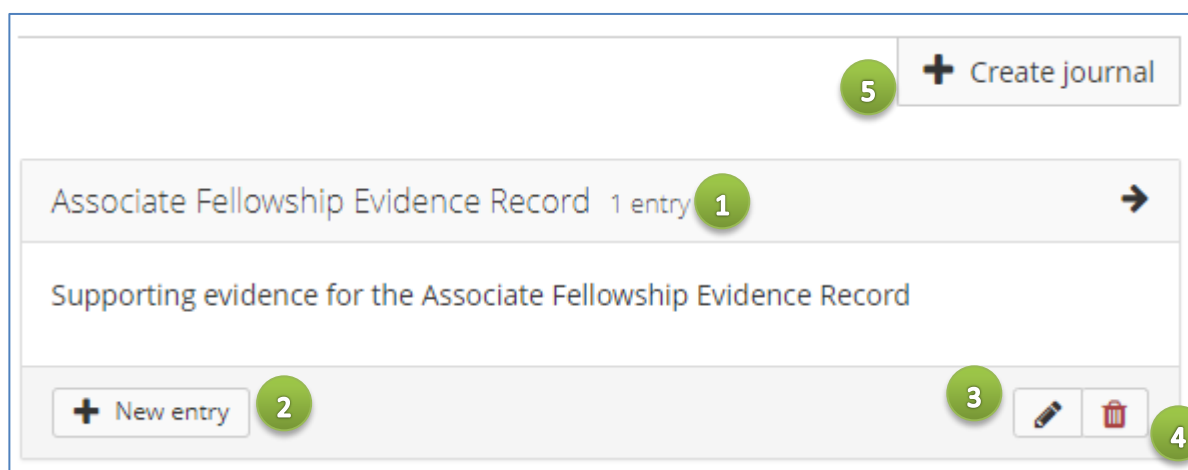 + Create journal
5
Associate Fellowship Evidence Record 1 entry 1
Supporting evidence for the Associate Fellowship Evidence Record
+ New entry 2
3
4